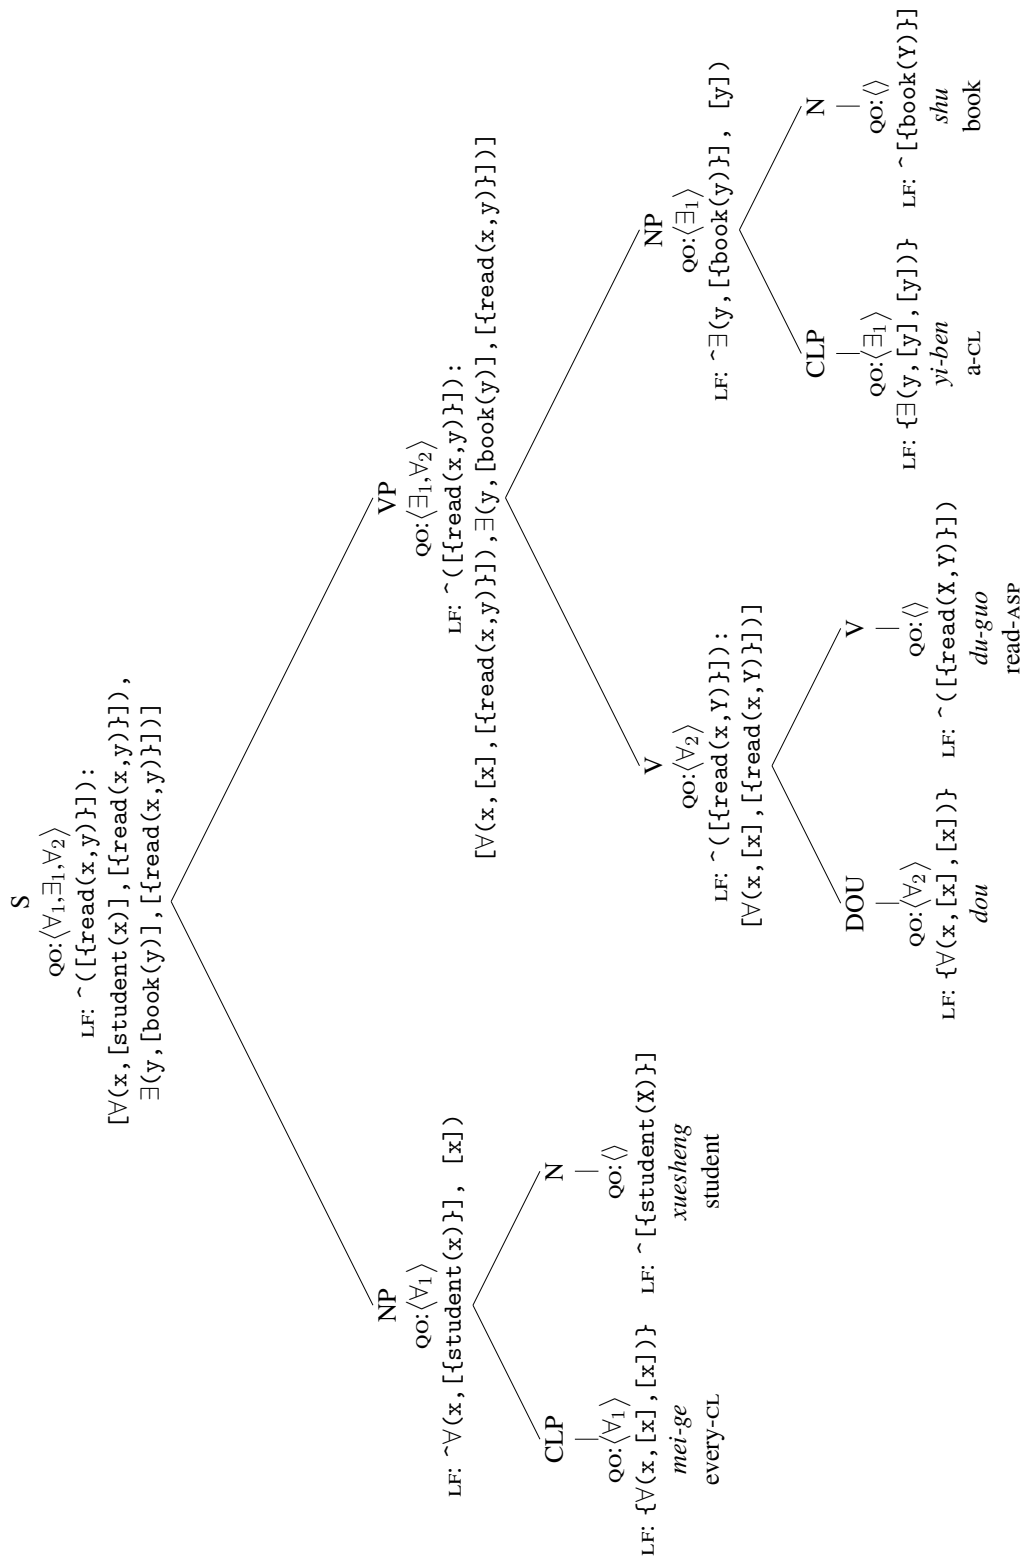 S
QO:⟨∀₁,∃₁,∀₂⟩
LF: ^([{read(x,y)}]):
[∀(x,[student(x)],[{read(x,y)}]),
∃(y,[book(y)],[{read(x,y)}])]
NP
QO:⟨∀₁⟩
LF: ^∀(x,[{student(x)}], [x])
VP
QO:⟨∃₁,∀₂⟩
LF: ^([{read(x,y)}]):
[∀(x,[x],[{read(x,y)}]),∃(y,[book(y)],[{read(x,y)}])]
CLP
QO:⟨∀₁⟩
LF: {∀(x,[x],[x])}
mei-ge
every-CL
N
QO:⟨⟩
LF: ^[{student(X)}]
xuesheng
student
V
QO:⟨∀₂⟩
LF: ^([{read(x,Y)}]):
[∀(x,[x],[{read(x,Y)}])]
NP
QO:⟨∃₁⟩
LF: ^∃(y,[{book(y)}], [y])
DOU
QO:⟨∀₂⟩
LF: {∀(x,[x],[x])}
dou
V
QO:⟨⟩
LF: ^([{read(X,Y)}])
du-guo
read-ASP
CLP
QO:⟨∃₁⟩
LF: {∃(y,[y],[y])}
yi-ben
a-CL
N
QO:⟨⟩
LF: ^[{book(Y)}]
shu
book